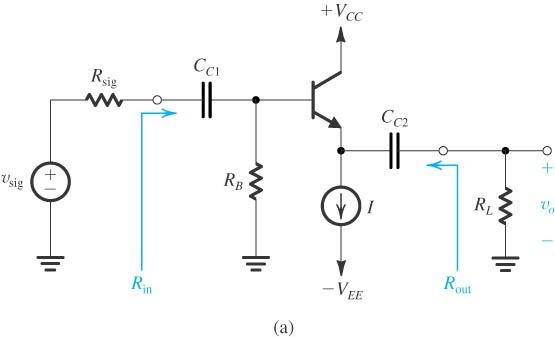 +V_CC
R_sig
C_C1
C_C2
v_sig
+
−
R_B
I
R_L
+
v_o
−
R_in
−V_EE
R_out
(a)